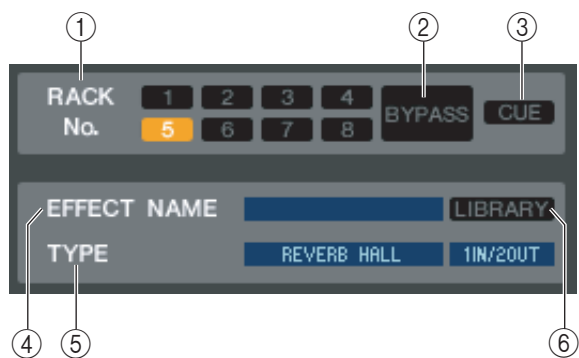 ① ② ③
RACK No. 1 2 3 4 BYPASS CUE
5 6 7 8
④ EFFECT NAME LIBRARY ⑥
⑤ TYPE REVERB HALL 1IN/2OUT